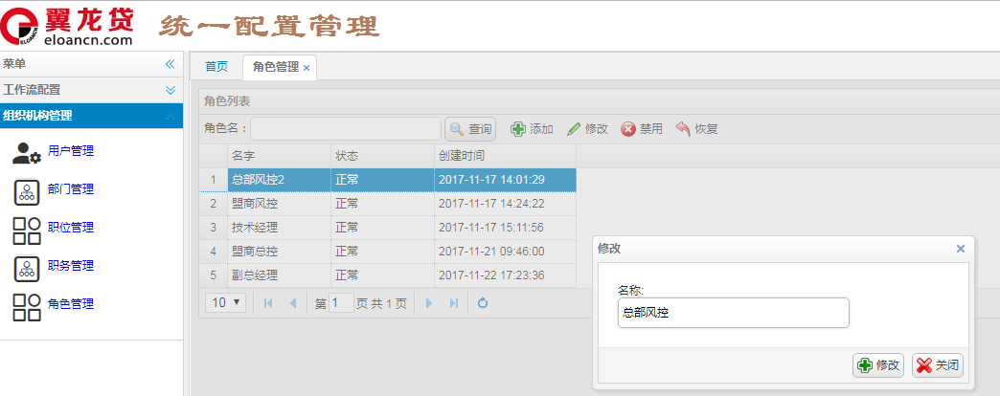 翼龙贷
eloancn.com
ELOANCN
统一配置管理
菜单
工作流配置
组织机构管理
用户管理
部门管理
职位管理
职务管理
角色管理
首页 角色管理
角色列表
角色名： 查询 添加 修改 禁用 恢复
名字 状态 创建时间
1 总部风控2 正常 2017-11-17 14:01:29
2 盟商风控 正常 2017-11-17 14:24:22
3 技术经理 正常 2017-11-17 15:11:56
4 盟商总控 正常 2017-11-21 09:46:00
5 副总经理 正常 2017-11-22 17:23:36
10 第 1 页 共 1 页
修改
名称:
总部风控
修改 关闭